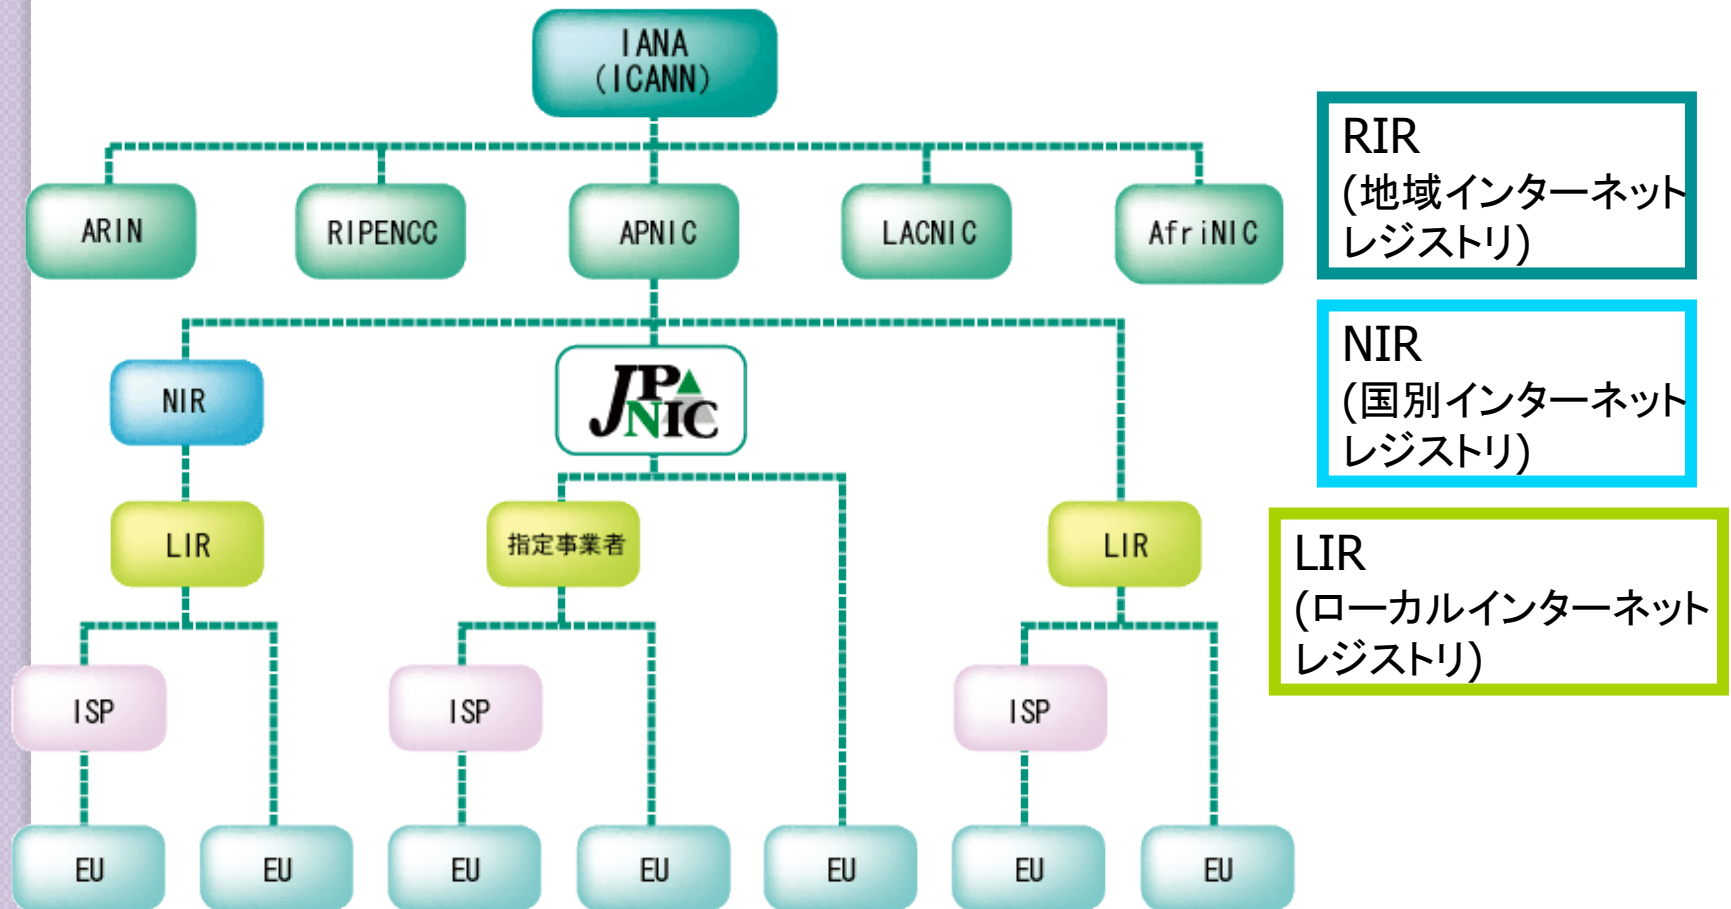 IANA
(ICANN)
ARIN
RIPENCC
APNIC
LACNIC
AfriNIC
RIR
(地域インターネット
レジストリ)
NIR
JPNIC
NIR
(国別インターネット
レジストリ)
LIR
指定事業者
LIR
LIR
(ローカルインターネット
レジストリ)
ISP
ISP
ISP
EU
EU
EU
EU
EU
EU
EU